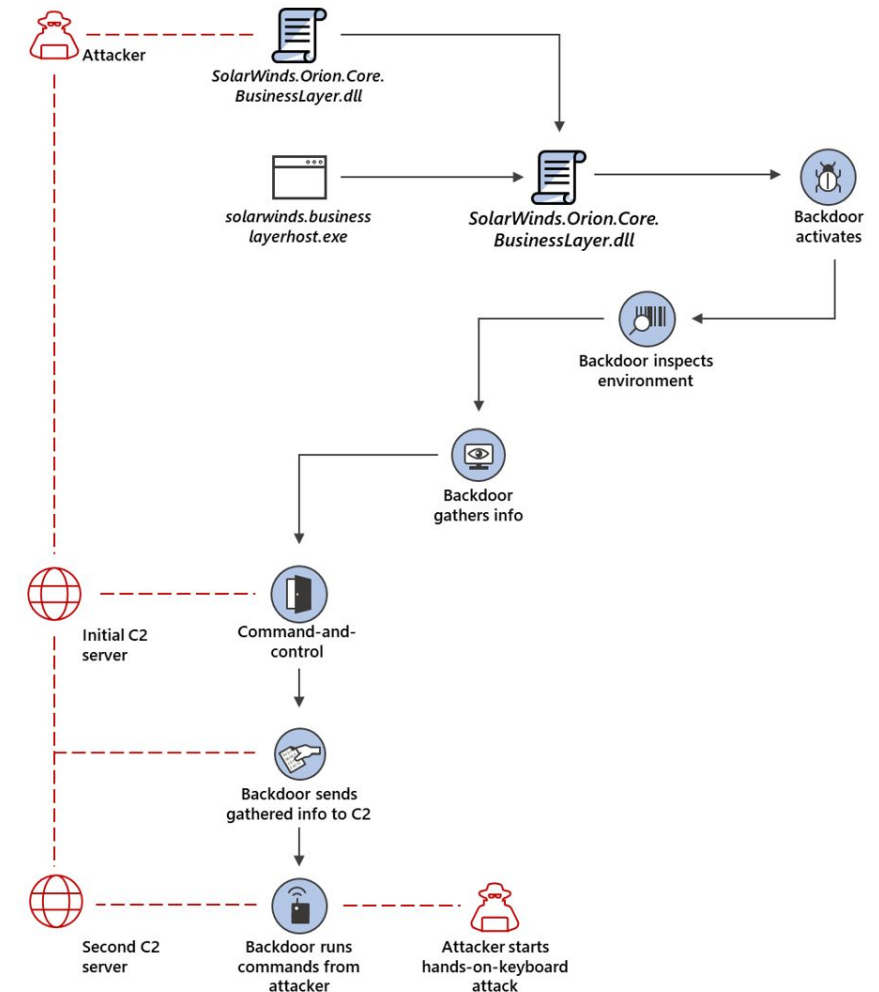 Attacker
SolarWinds.Orion.Core.
BusinessLayer.dll
solarwinds.business
layerhost.exe
SolarWinds.Orion.Core.
BusinessLayer.dll
Backdoor
activates
Backdoor inspects
environment
Backdoor
gathers info
Initial C2
server
Command-and-
control
Backdoor sends
gathered info to C2
Second C2
server
Backdoor runs
commands from
attacker
Attacker starts
hands-on-keyboard
attack